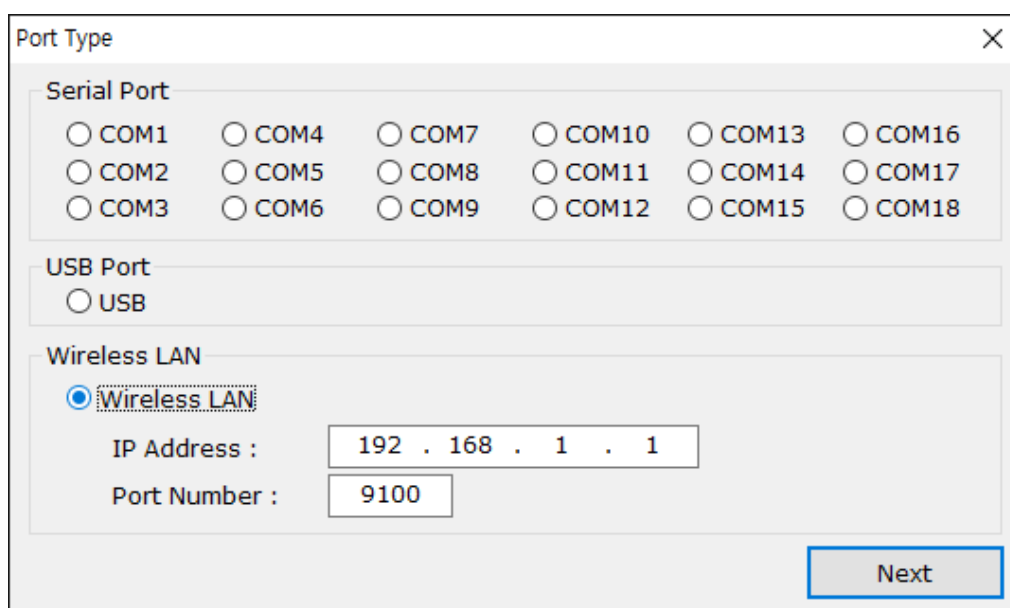 Port Type
Serial Port
COM1 COM4 COM7 COM10 COM13 COM16
COM2 COM5 COM8 COM11 COM14 COM17
COM3 COM6 COM9 COM12 COM15 COM18
USB Port
USB
Wireless LAN
Wireless LAN
IP Address : 192 . 168 . 1 . 1
Port Number : 9100
Next